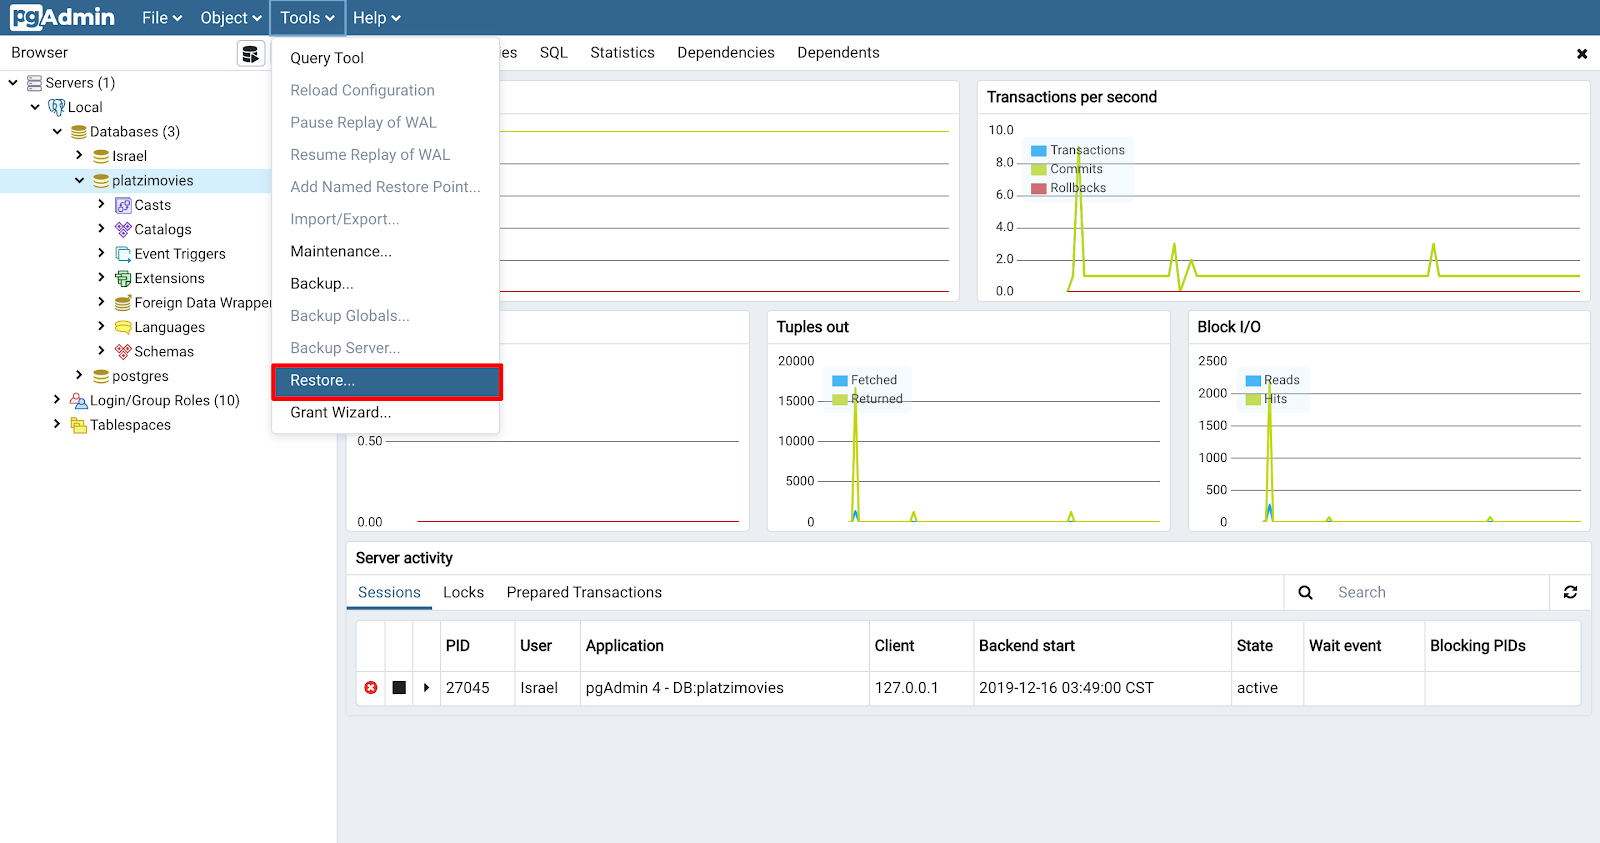 pgAdmin File Object Tools Help
Browser
es SQL Statistics Dependencies Dependents
Servers (1)
Local
Databases (3)
Israel
platzimovies
Casts
Catalogs
Event Triggers
Extensions
Foreign Data Wrapper
Languages
Schemas
postgres
Login/Group Roles (10)
Tablespaces
Query Tool
Reload Configuration
Pause Replay of WAL
Resume Replay of WAL
Add Named Restore Point...
Import/Export...
Maintenance...
Backup...
Backup Globals...
Backup Server...
Restore...
Grant Wizard...
Transactions per second
10.0
8.0
6.0
4.0
2.0
0.0
Transactions
Commits
Rollbacks
0.50
0.00
Tuples out
20000
15000
10000
5000
0
Fetched
Returned
Block I/O
2500
2000
1500
1000
500
0
Reads
Hits
Server activity
Sessions Locks Prepared Transactions Search
PID User Application Client Backend start State Wait event Blocking PIDs
27045 Israel pgAdmin 4 - DB:platzimovies 127.0.0.1 2019-12-16 03:49:00 CST active